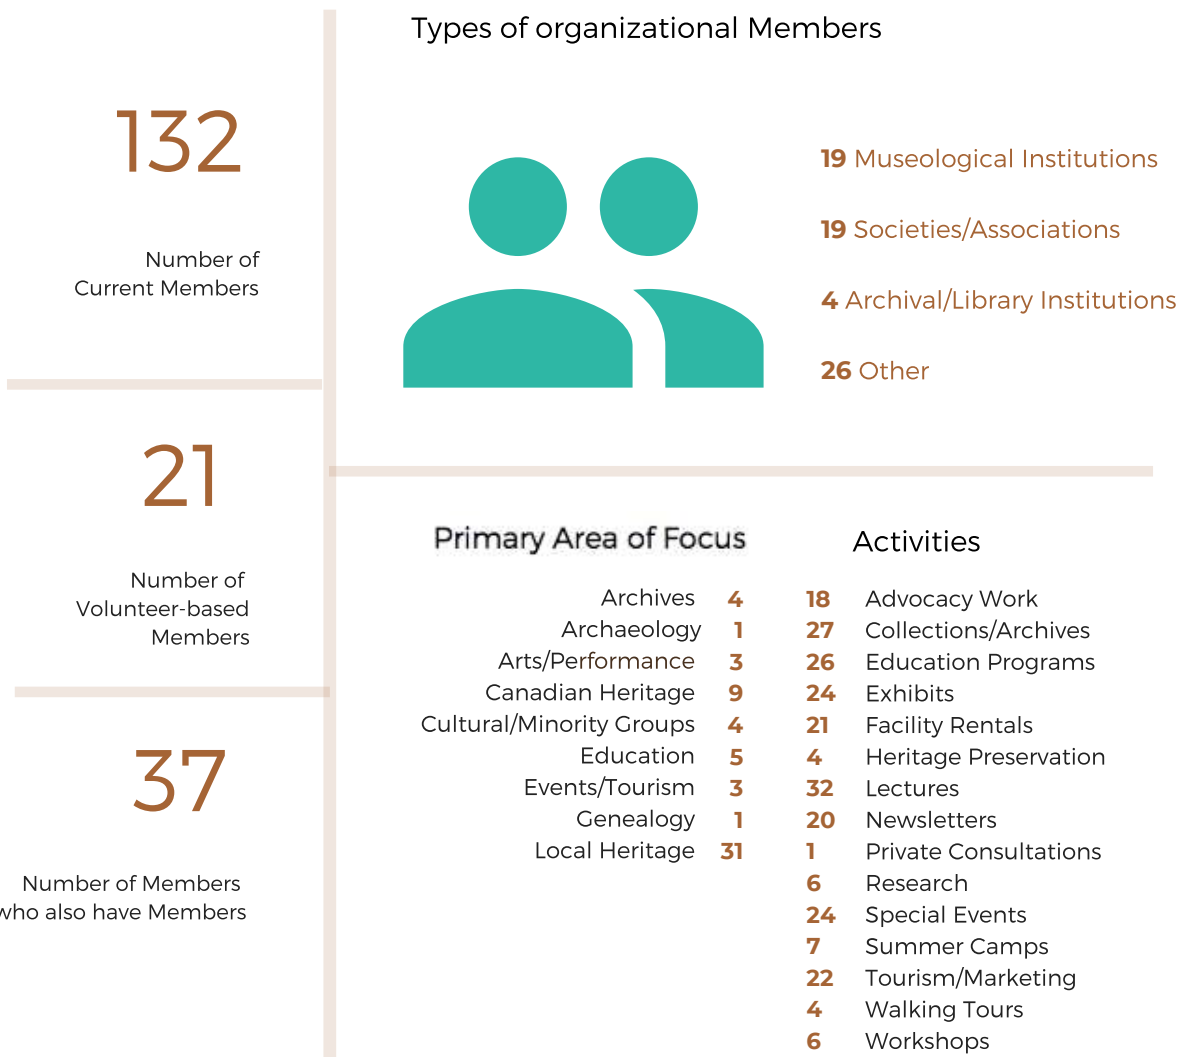 132
Number of
Current Members
21
Number of
Volunteer-based
Members
37
Number of Members
who also have Members
Types of organizational Members
19 Museological Institutions
19 Societies/Associations
4 Archival/Library Institutions
26 Other
Primary Area of Focus
Archives 4
Archaeology 1
Arts/Performance 3
Canadian Heritage 9
Cultural/Minority Groups 4
Education 5
Events/Tourism 3
Genealogy 1
Local Heritage 31
Activities
18 Advocacy Work
27 Collections/Archives
26 Education Programs
24 Exhibits
21 Facility Rentals
4 Heritage Preservation
32 Lectures
20 Newsletters
1 Private Consultations
6 Research
24 Special Events
7 Summer Camps
22 Tourism/Marketing
4 Walking Tours
6 Workshops